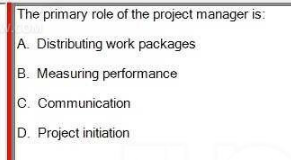 The primary role of the project manager is:
A. Distributing work packages
B. Measuring performance
C. Communication
D. Project initiation